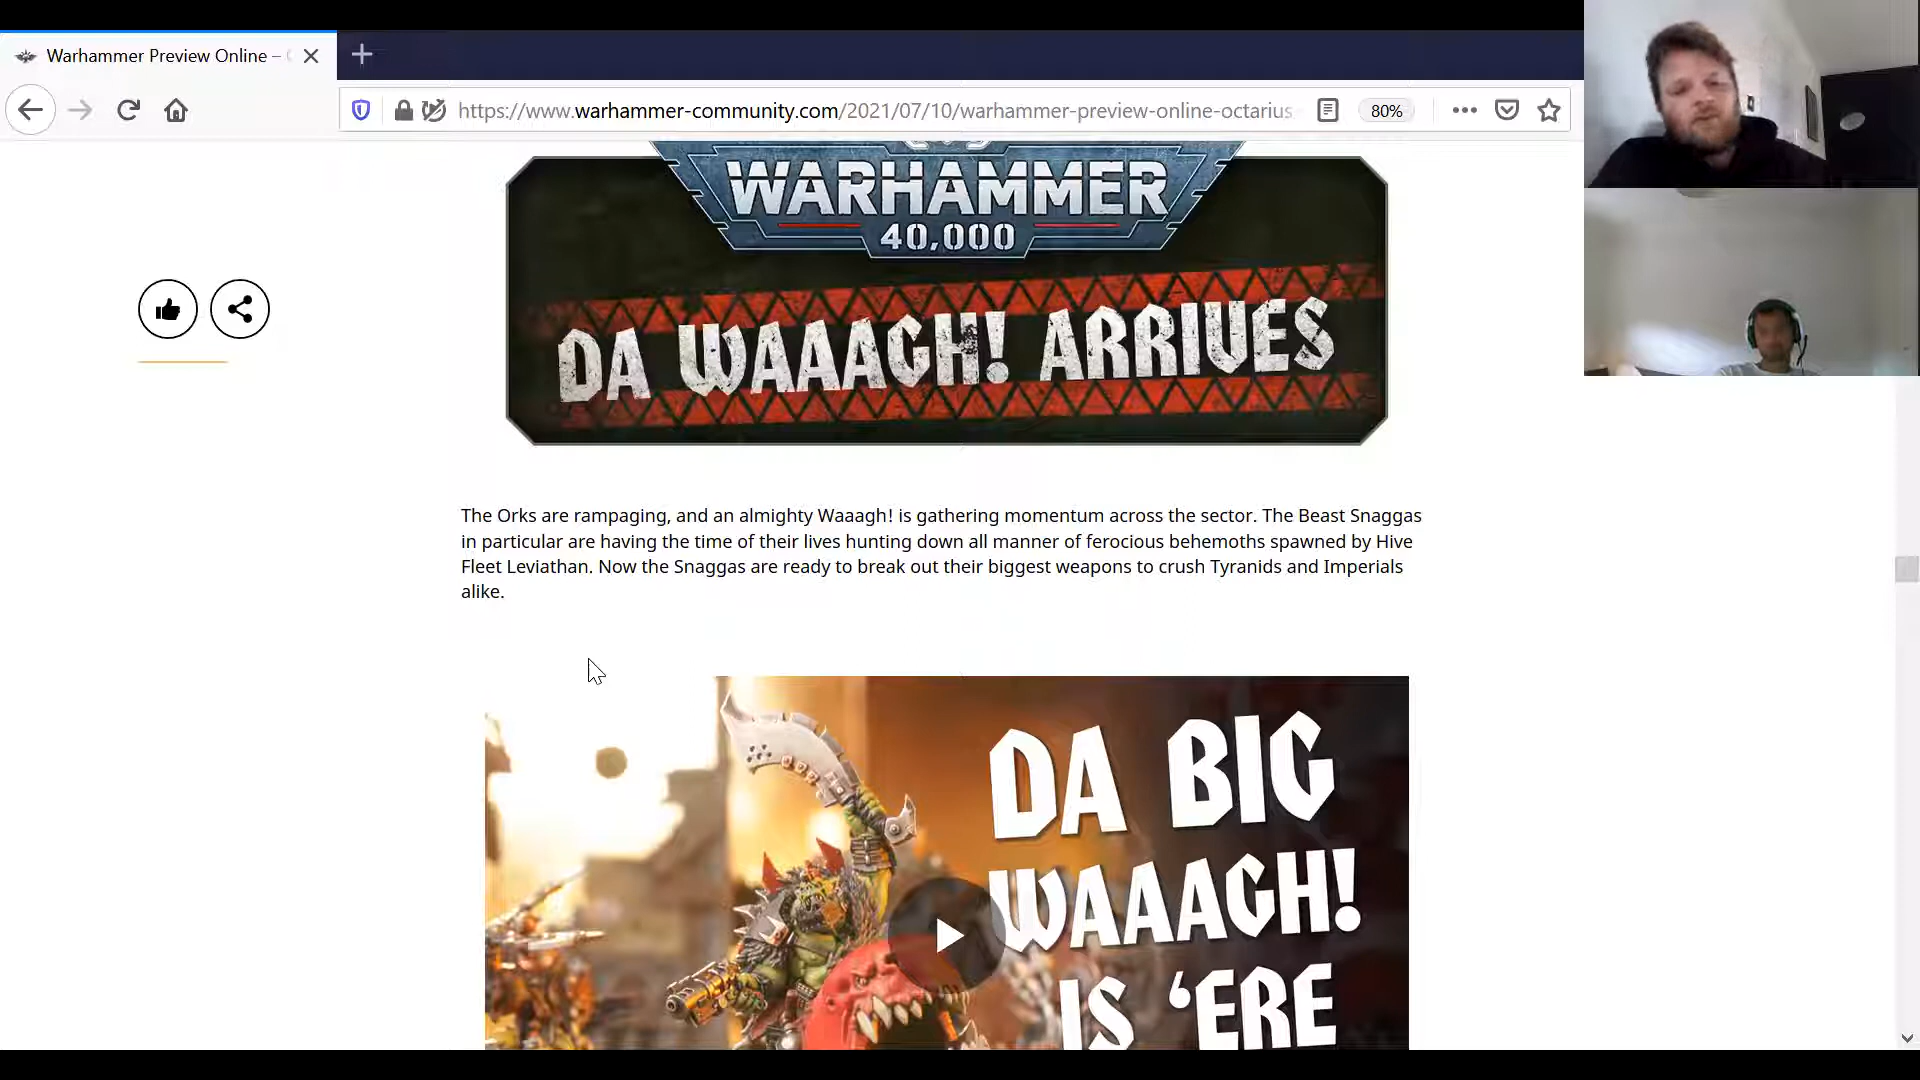 Warhammer Preview Online –
https://www.warhammer-community.com/2021/07/10/warhammer-preview-online-octarius
80%
WARHAMMER
40,000
DA WAAAGH! ARRIVES
The Orks are rampaging, and an almighty Waaagh! is gathering momentum across the sector. The Beast Snaggas
in particular are having the time of their lives hunting down all manner of ferocious behemoths spawned by Hive
Fleet Leviathan. Now the Snaggas are ready to break out their biggest weapons to crush Tyranids and Imperials
alike.
DA BIG
WAAAGH!
IS ‘ERE